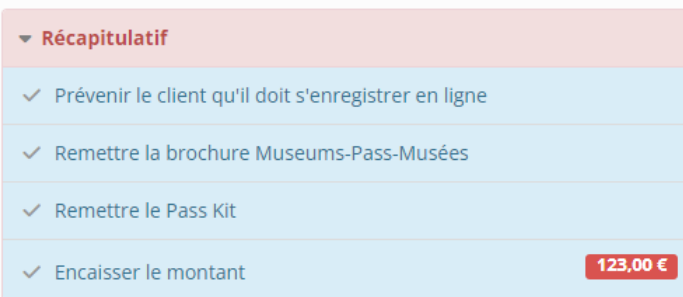 Récapitulatif
Prévenir le client qu'il doit s'enregistrer en ligne
Remettre la brochure Museums-Pass-Musées
Remettre le Pass Kit
Encaisser le montant 123,00 €